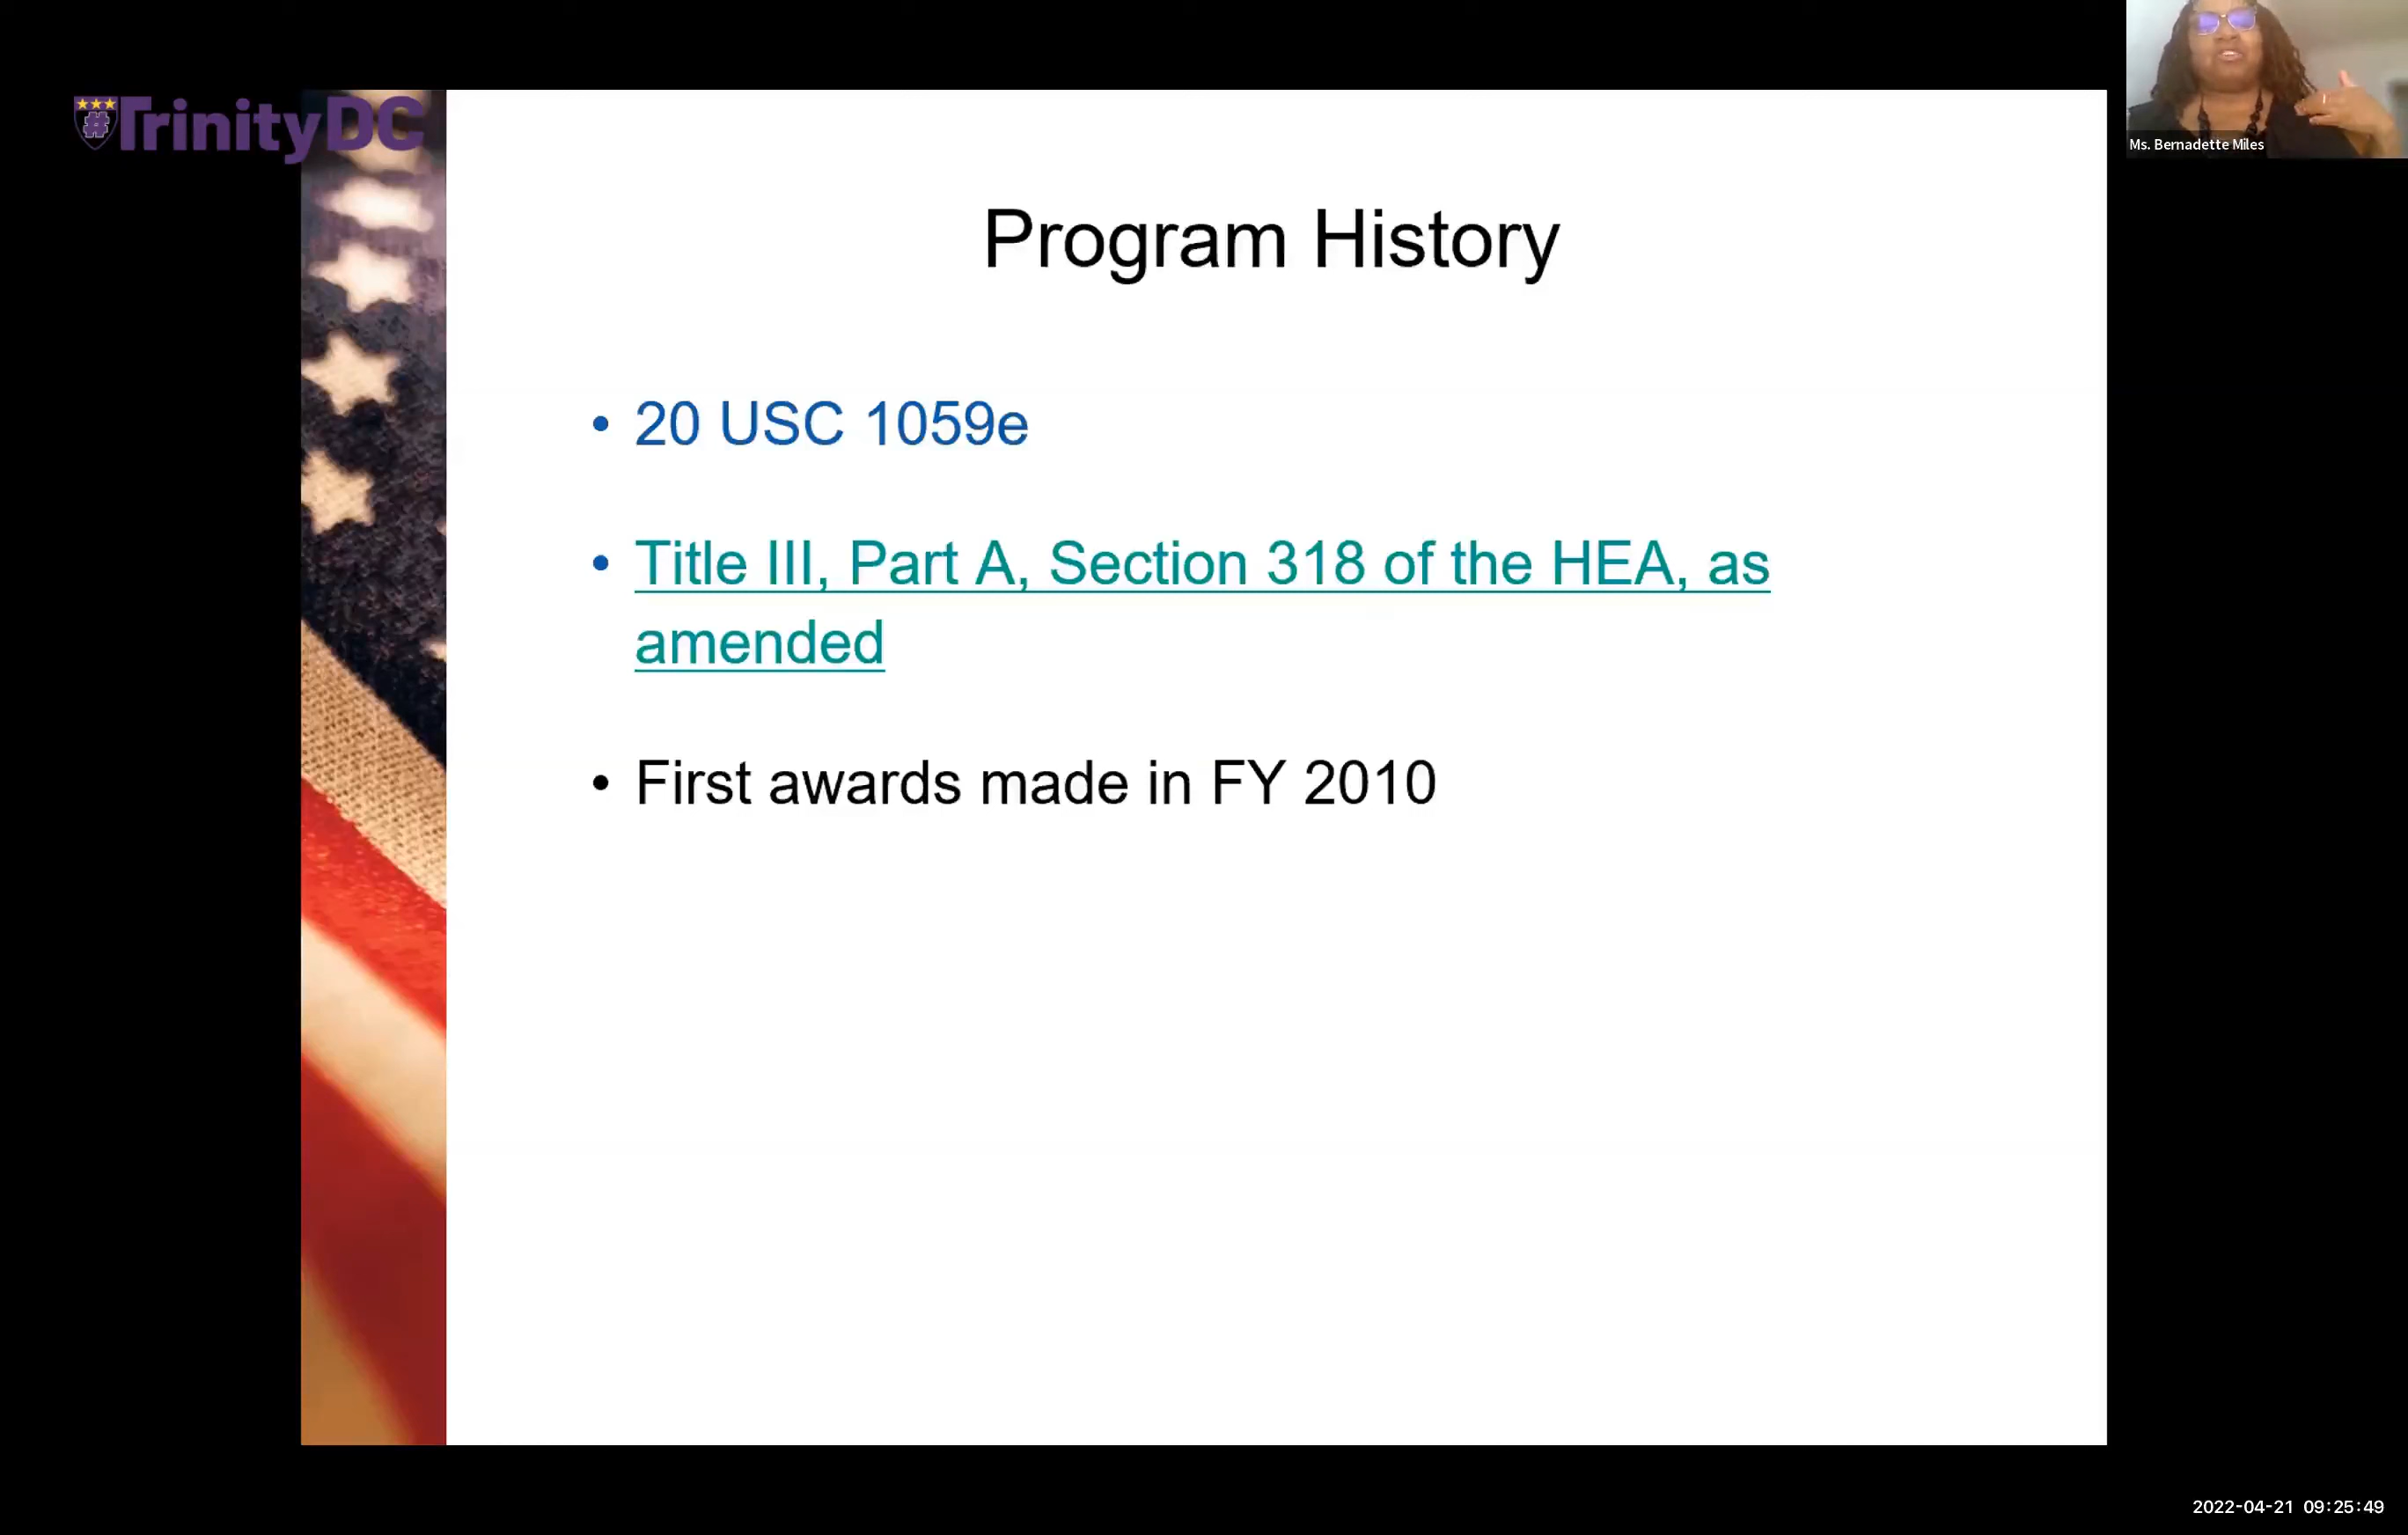 #TrinityDC
Ms. Bernadette Miles
Program History
• 20 USC 1059e
• Title III, Part A, Section 318 of the HEA, as
amended
• First awards made in FY 2010
2022-04-21 09:25:49